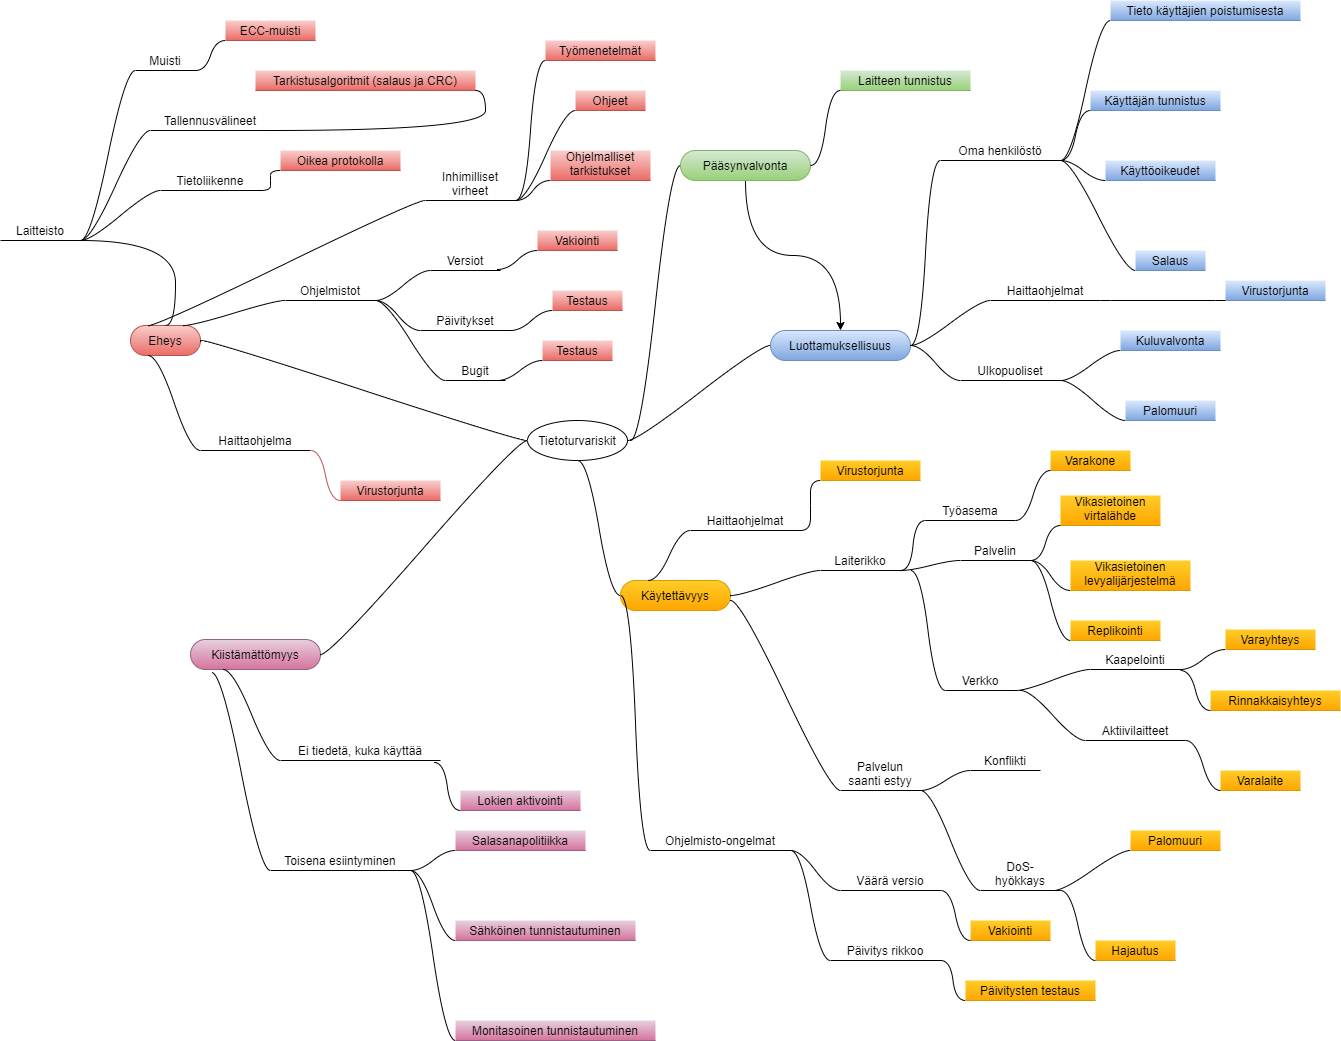 Laitteisto
Muisti
ECC-muisti
Tallennusvälineet
Tarkistusalgoritmit (salaus ja CRC)
Tietoliikenne
Oikea protokolla
Inhimilliset
virheet
Työmenetelmät
Ohjeet
Ohjelmalliset
tarkistukset
Ohjelmistot
Versiot
Vakiointi
Päivitykset
Testaus
Bugit
Testaus
Eheys
Haittaohjelma
Virustorjunta
Tietoturvariskit
Pääsynvalvonta
Laitteen tunnistus
Luottamuksellisuus
Oma henkilöstö
Tieto käyttäjien poistumisesta
Käyttäjän tunnistus
Käyttöoikeudet
Salaus
Haittaohjelmat
Virustorjunta
Ulkopuoliset
Kuluvalvonta
Palomuuri
Käytettävyys
Haittaohjelmat
Virustorjunta
Laiterikko
Työasema
Varakone
Palvelin
Vikasietoinen
virtalähde
Vikasietoinen
levyalijärjestelmä
Replikointi
Verkko
Kaapelointi
Varayhteys
Rinnakkaisyhteys
Aktiivilaitteet
Varalaite
Palvelun
saanti estyy
Konflikti
DoS-
hyökkays
Palomuuri
Hajautus
Ohjelmisto-ongelmat
Väärä versio
Vakiointi
Päivitys rikkoo
Päivitysten testaus
Kiistämättömyys
Ei tiedetä, kuka käyttää
Lokien aktivointi
Toisena esiintyminen
Salasanapolitiikka
Sähköinen tunnistautuminen
Monitasoinen tunnistautuminen